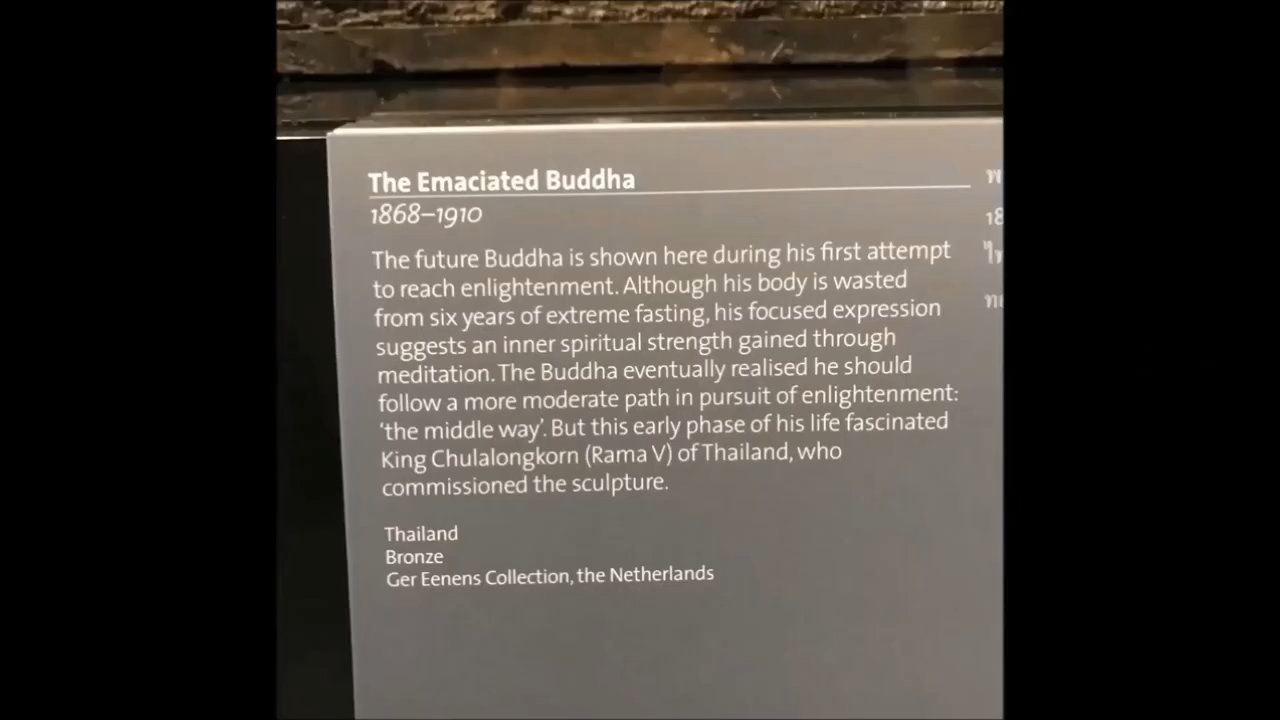 The Emaciated Buddha
1868–1910
The future Buddha is shown here during his first attempt
to reach enlightenment. Although his body is wasted
from six years of extreme fasting, his focused expression
suggests an inner spiritual strength gained through
meditation. The Buddha eventually realised he should
follow a more moderate path in pursuit of enlightenment:
‘the middle way’. But this early phase of his life fascinated
King Chulalongkorn (Rama V) of Thailand, who
commissioned the sculpture.
Thailand
Bronze
Ger Eenens Collection, the Netherlands
18